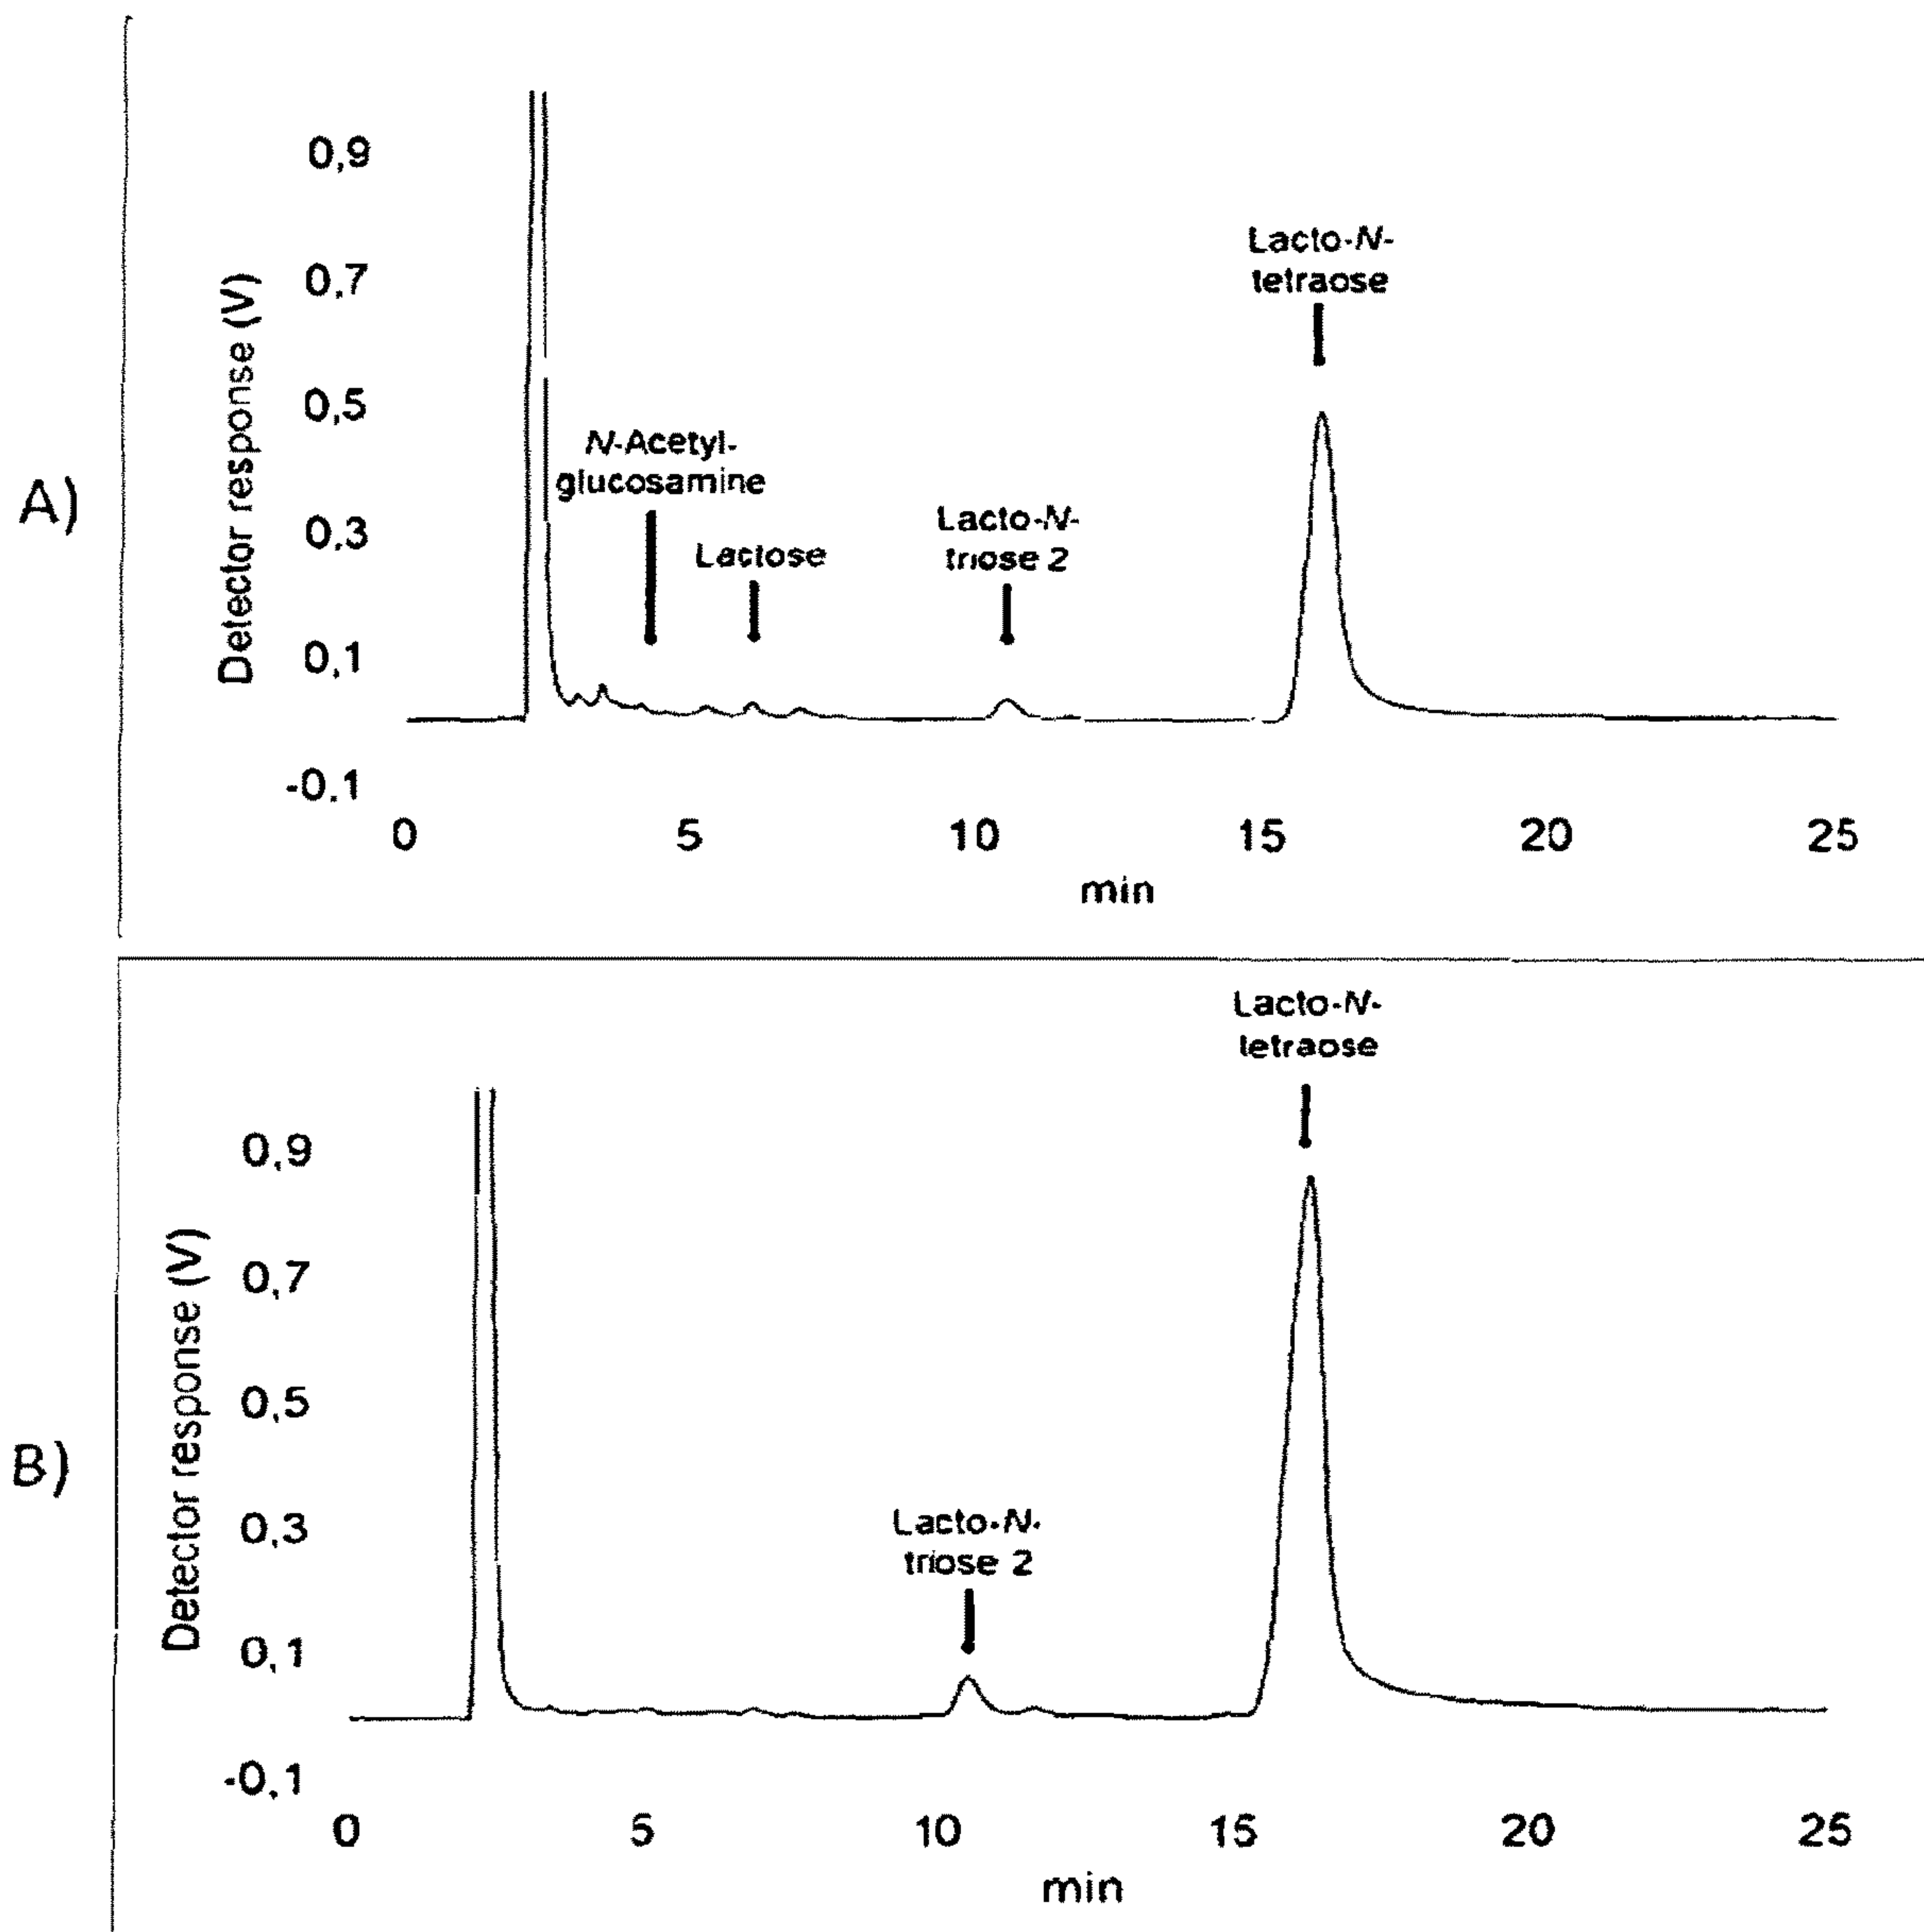 A)
Detector response (V)
0,9
0,7
0,5
0,3
0,1
-0.1
N-Acetyl-
glucosamine
Lactose
Lacto-N-
triose 2
Lacto-N-
tetraose
0 5 10 15 20 25
min
B)
Detector response (V)
0,9
0,7
0,5
0,3
0,1
-0,1
Lacto-N-
triose 2
Lacto-N-
tetraose
0 5 10 15 20 25
min